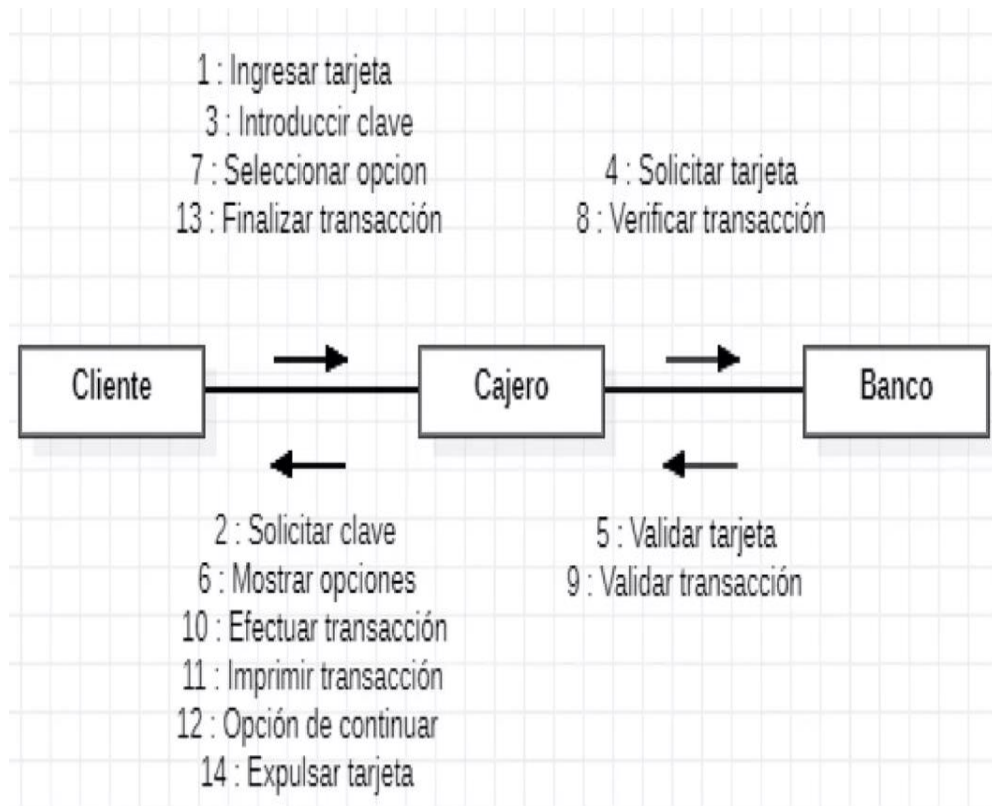 1 : Ingresar tarjeta
3 : Introduccir clave
7 : Seleccionar opcion
13 : Finalizar transacción
4 : Solicitar tarjeta
8 : Verificar transacción
Cliente
Cajero
Banco
2 : Solicitar clave
6 : Mostrar opciones
10 : Efectuar transacción
11 : Imprimir transacción
12 : Opción de continuar
14 : Expulsar tarjeta
5 : Validar tarjeta
9 : Validar transacción